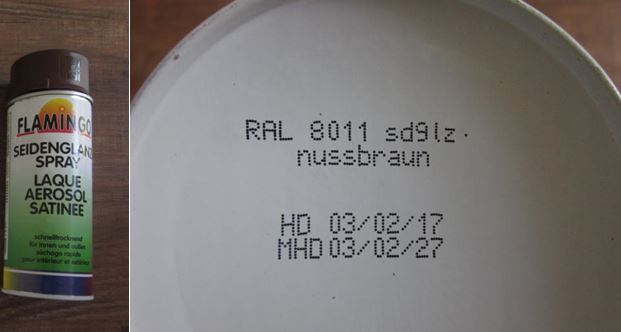 FLAMINGO
SEIDENGLANZ
SPRAY
LAQUE
AEROSOL
SATINEE
schnelltrocknend
für innen und außen
séchage rapide
pour intérieur et extérieur
RAL 8011 sdglz.
nussbraun
HD 03/02/17
MHD 03/02/27